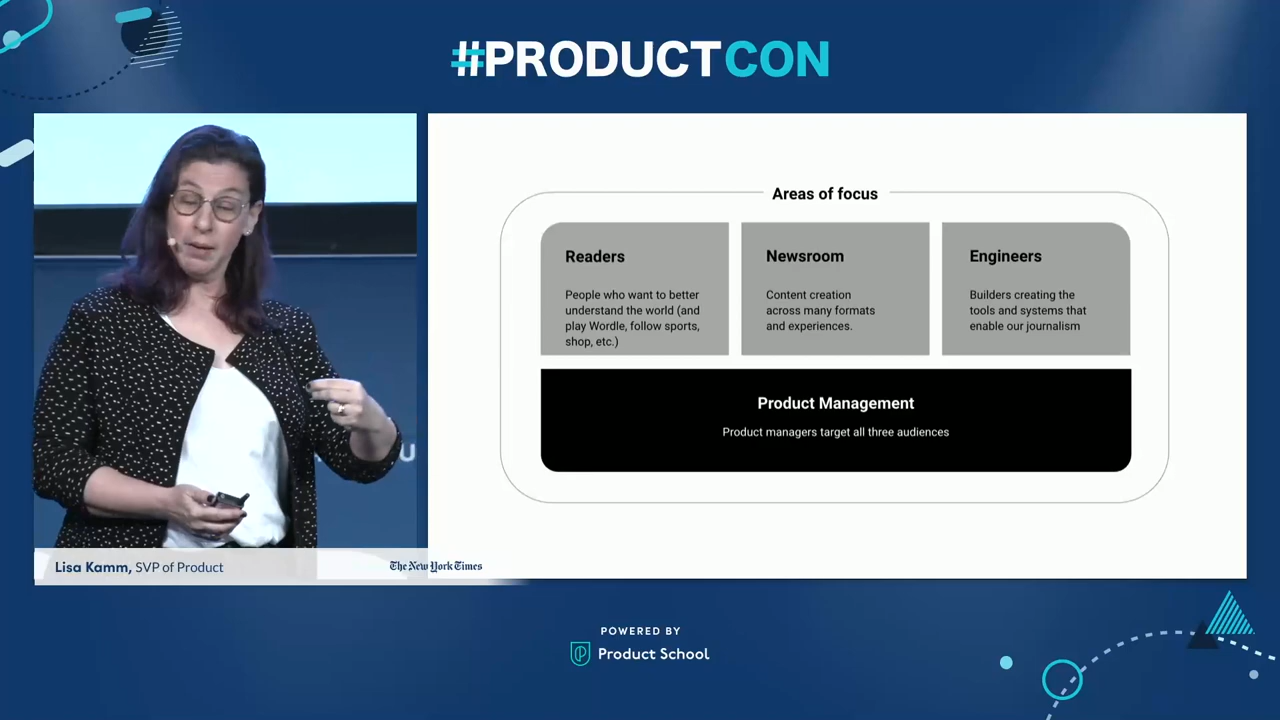 #PRODUCTCON
Areas of focus
Readers
People who want to better
understand the world (and
play Wordle, follow sports,
shop, etc.)
Newsroom
Content creation
across many formats
and experiences.
Engineers
Builders creating the
tools and systems that
enable our journalism
Product Management
Product managers target all three audiences
U
Lisa Kamm, SVP of Product
The New York Times
POWERED BY
Product School